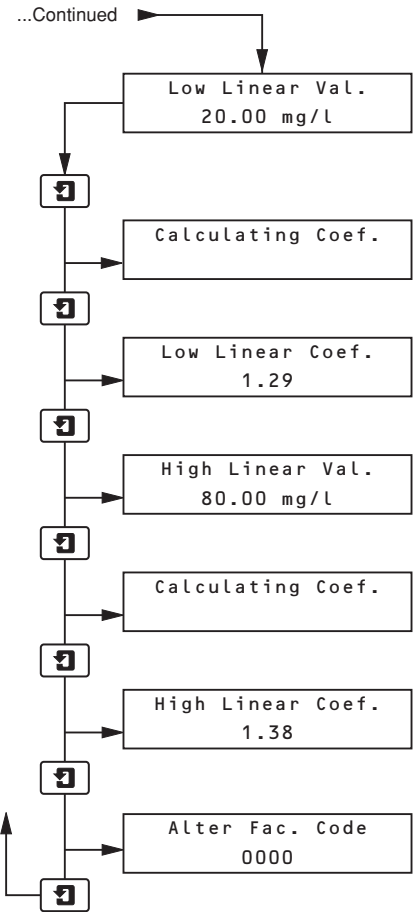 ...Continued
Low Linear Val.
20.00 mg/l
Calculating Coef.
Low Linear Coef.
1.29
High Linear Val.
80.00 mg/l
Calculating Coef.
High Linear Coef.
1.38
Alter Fac. Code
0000